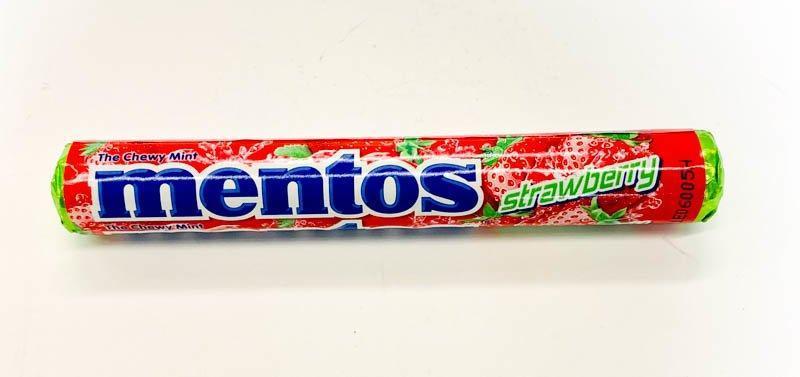 The Chewy Mint
mentos
strawberry
The Chewy Mint